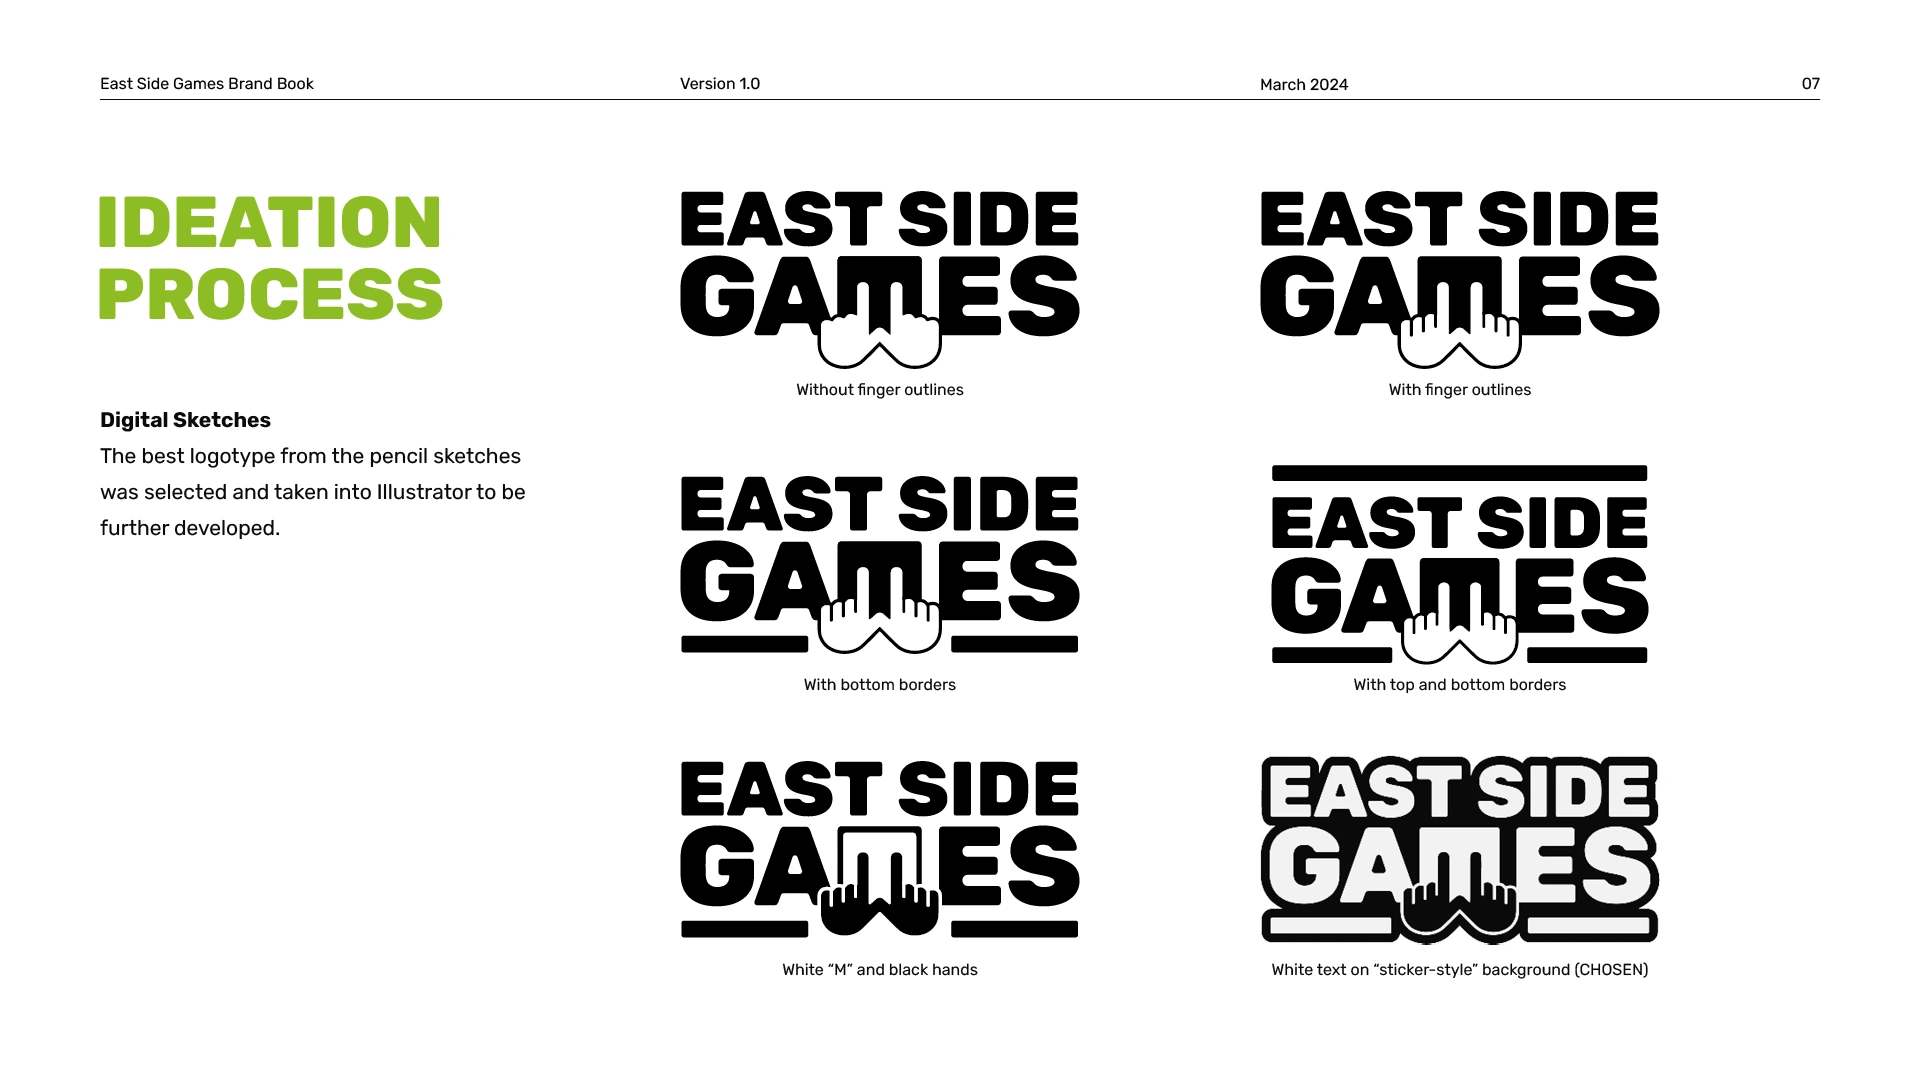 East Side Games Brand Book
Version 1.0
March 2024
07
IDEATION
PROCESS
Digital Sketches
The best logotype from the pencil sketches
was selected and taken into Illustrator to be
further developed.
EAST SIDE
GAMES
Without finger outlines
EAST SIDE
GAMES
With finger outlines
EAST SIDE
GAMES
With bottom borders
EAST SIDE
GAMES
With top and bottom borders
EAST SIDE
GAMES
White “M” and black hands
EAST SIDE
GAMES
White text on “sticker-style” background (CHOSEN)